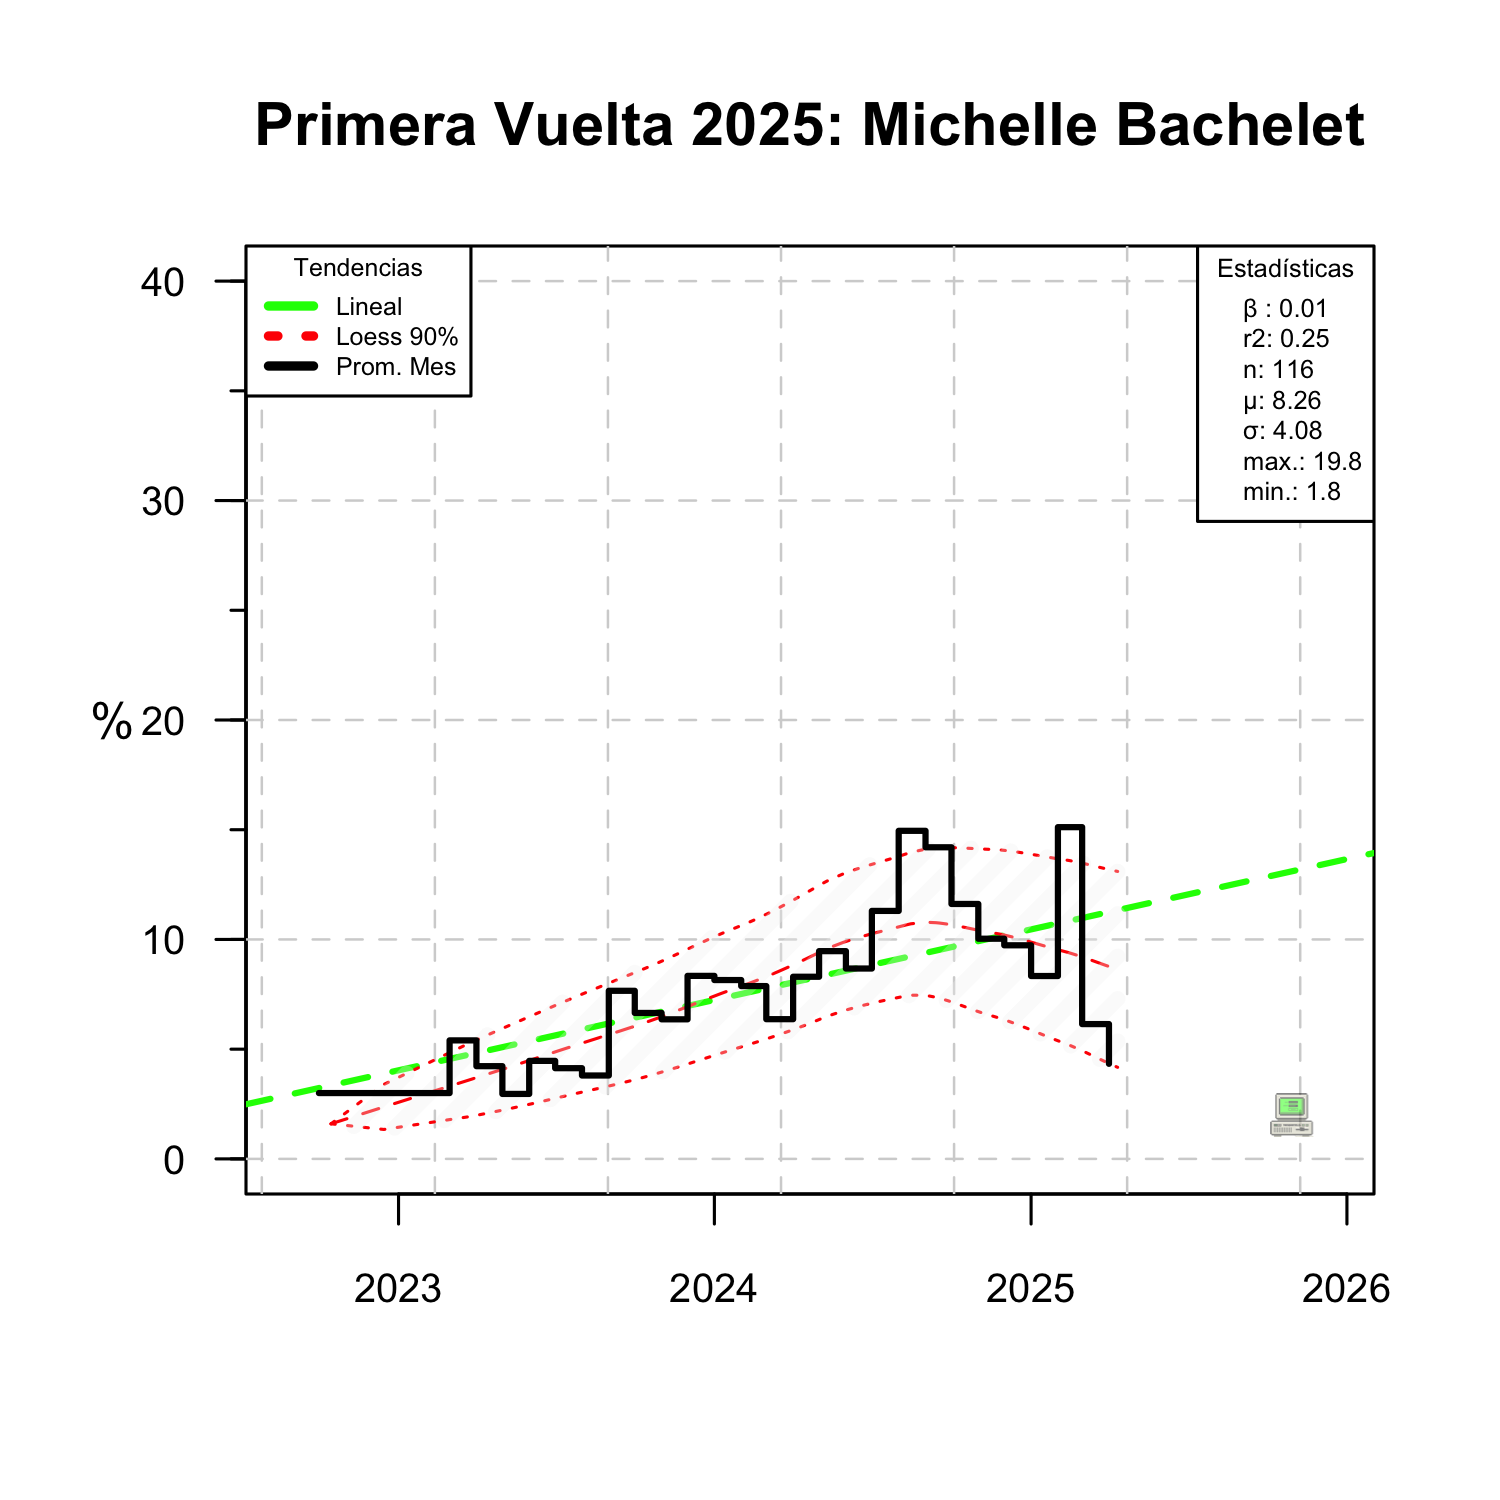 Primera Vuelta 2025: Michelle Bachelet
Tendencias
Lineal
Loess 90%
Prom. Mes
Estadísticas
β : 0.01
r2: 0.25
n: 116
μ: 8.26
σ: 4.08
max.: 19.8
min.: 1.8
40
30
% 20
10
0
2023 2024 2025 2026